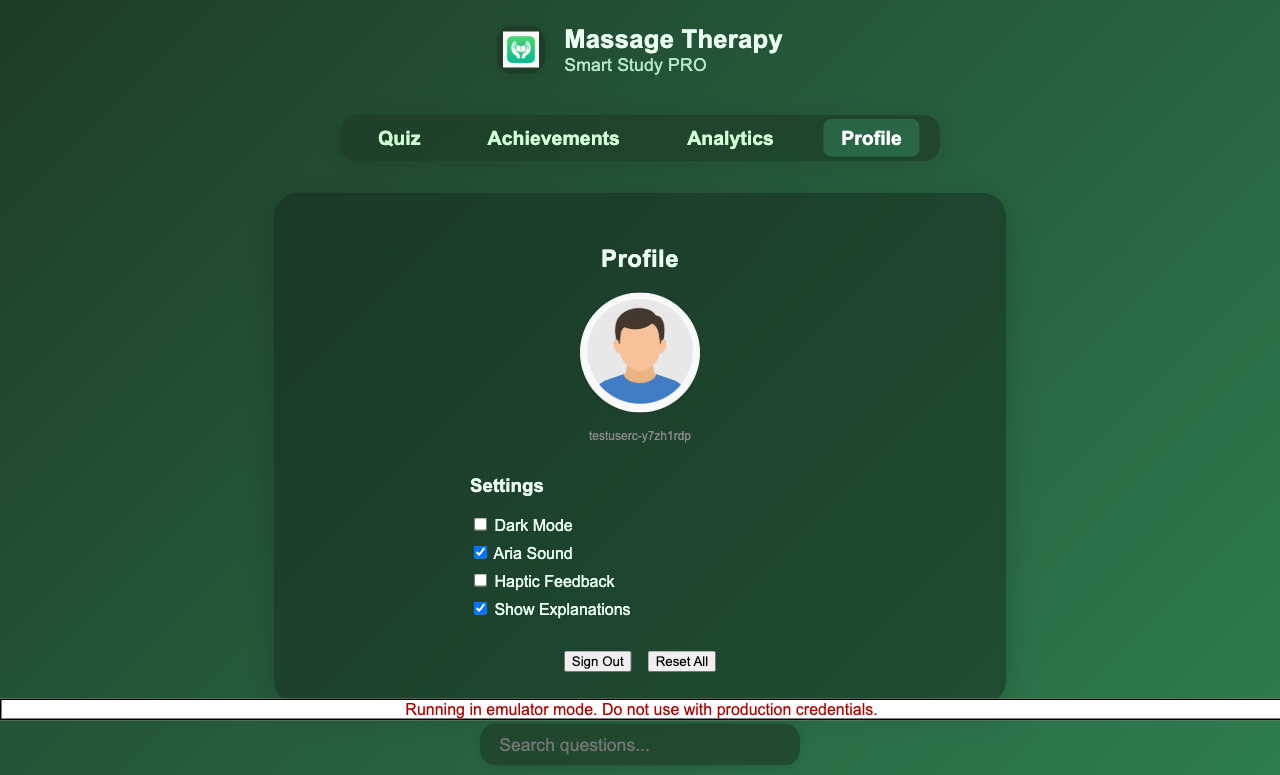 Massage Therapy
Smart Study PRO
Quiz Achievements Analytics Profile
Profile
testuserc-y7zh1rdp
Settings
Dark Mode
Aria Sound
Haptic Feedback
Show Explanations
Sign Out Reset All
Running in emulator mode. Do not use with production credentials.
Search questions...